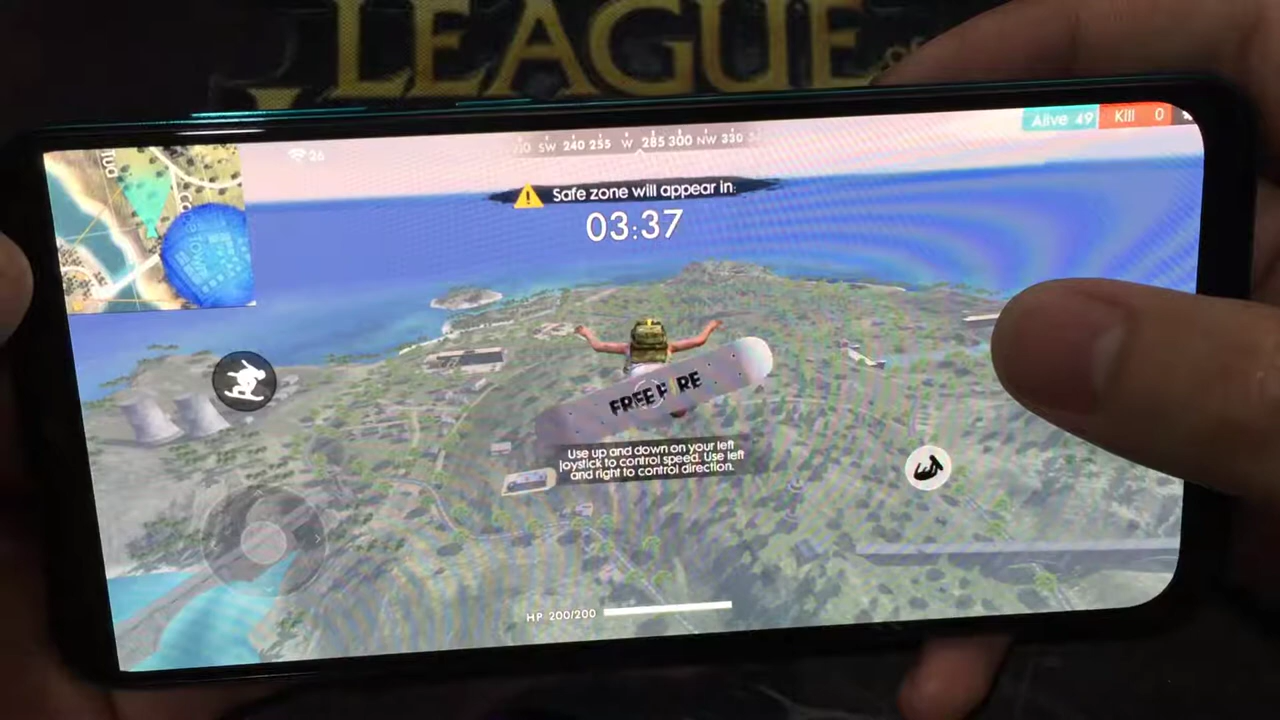 LEAGUE
of
Alive 49
Kill 0
SW 240 255 W 285 300 NW 330
26
Safe zone will appear in:
03:37
FREE FIRE
Use up and down on your left
joystick to control speed. Use left
and right to control direction.
HP 200/200